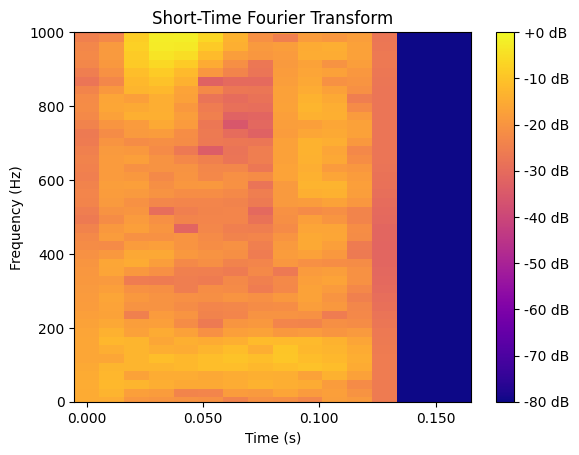 Short-Time Fourier Transform
1000
800
600
400
200
0
Frequency (Hz)
0.000
0.050
0.100
0.150
Time (s)
+0 dB
-10 dB
-20 dB
-30 dB
-40 dB
-50 dB
-60 dB
-70 dB
-80 dB